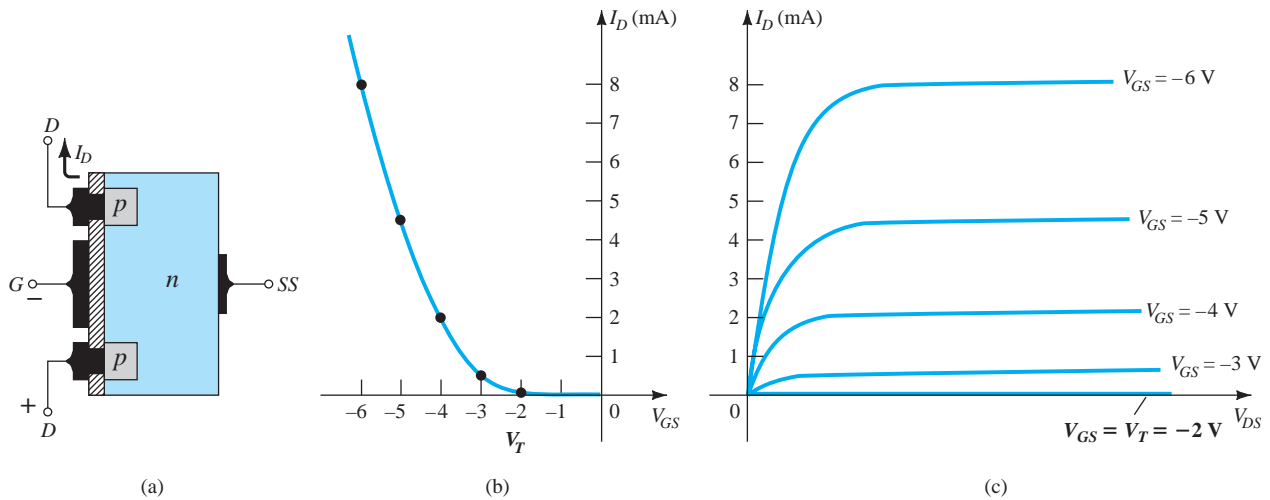 D
I_D
p
n
G
–
SS
p
+
D
(a)
I_D (mA)
8
7
6
5
4
3
2
1
0
–6 –5 –4 –3 –2 –1
V_T
V_GS
(b)
I_D (mA)
8
7
6
5
4
3
2
1
0
V_GS = –6 V
V_GS = –5 V
V_GS = –4 V
V_GS = –3 V
V_DS
V_GS = V_T = –2 V
(c)